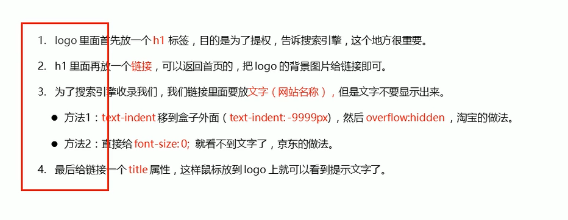 1. logo 里面首先放一个 h1 标签，目的是为了提权，告诉搜索引擎，这个地方很重要。
2. h1 里面再放一个链接，可以返回首页的，把 logo 的背景图片给链接即可。
3. 为了搜索引擎收录我们，我们链接里面要放文字（网站名称），但是文字不要显示出来。
● 方法1：text-indent 移到盒子外面（text-indent: -9999px)，然后 overflow:hidden，淘宝的做法。
● 方法2：直接给 font-size: 0; 就看不到文字了，京东的做法。
4. 最后给链接一个 title 属性，这样鼠标放到 logo 上就可以看到提示文字了。